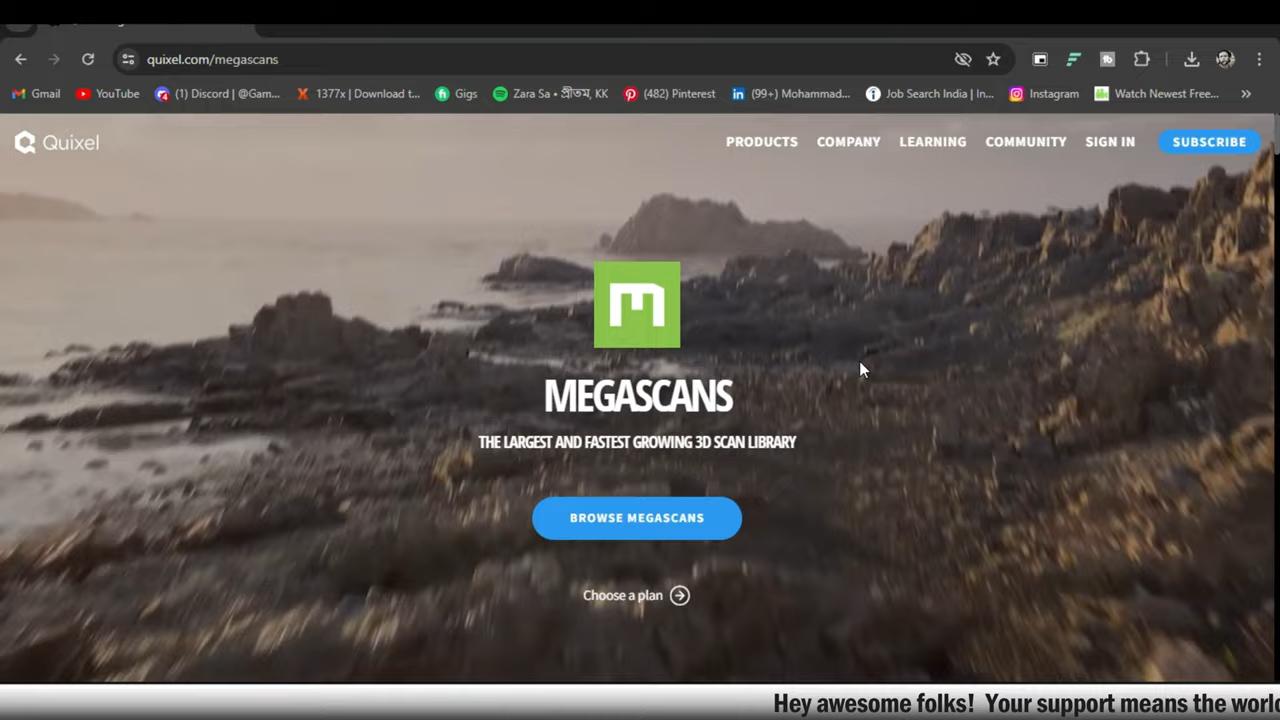 quixel.com/megascans
Gmail YouTube (1) Discord | @Gam... 1377x | Download t... Gigs Zara Sa • শ্রীতম, KK (482) Pinterest (99+) Mohammad... Job Search India | In... Instagram Watch Newest Free... »
Quixel PRODUCTS COMPANY LEARNING COMMUNITY SIGN IN SUBSCRIBE
MEGASCANS
THE LARGEST AND FASTEST GROWING 3D SCAN LIBRARY
BROWSE MEGASCANS
Choose a plan
Hey awesome folks! Your support means the world